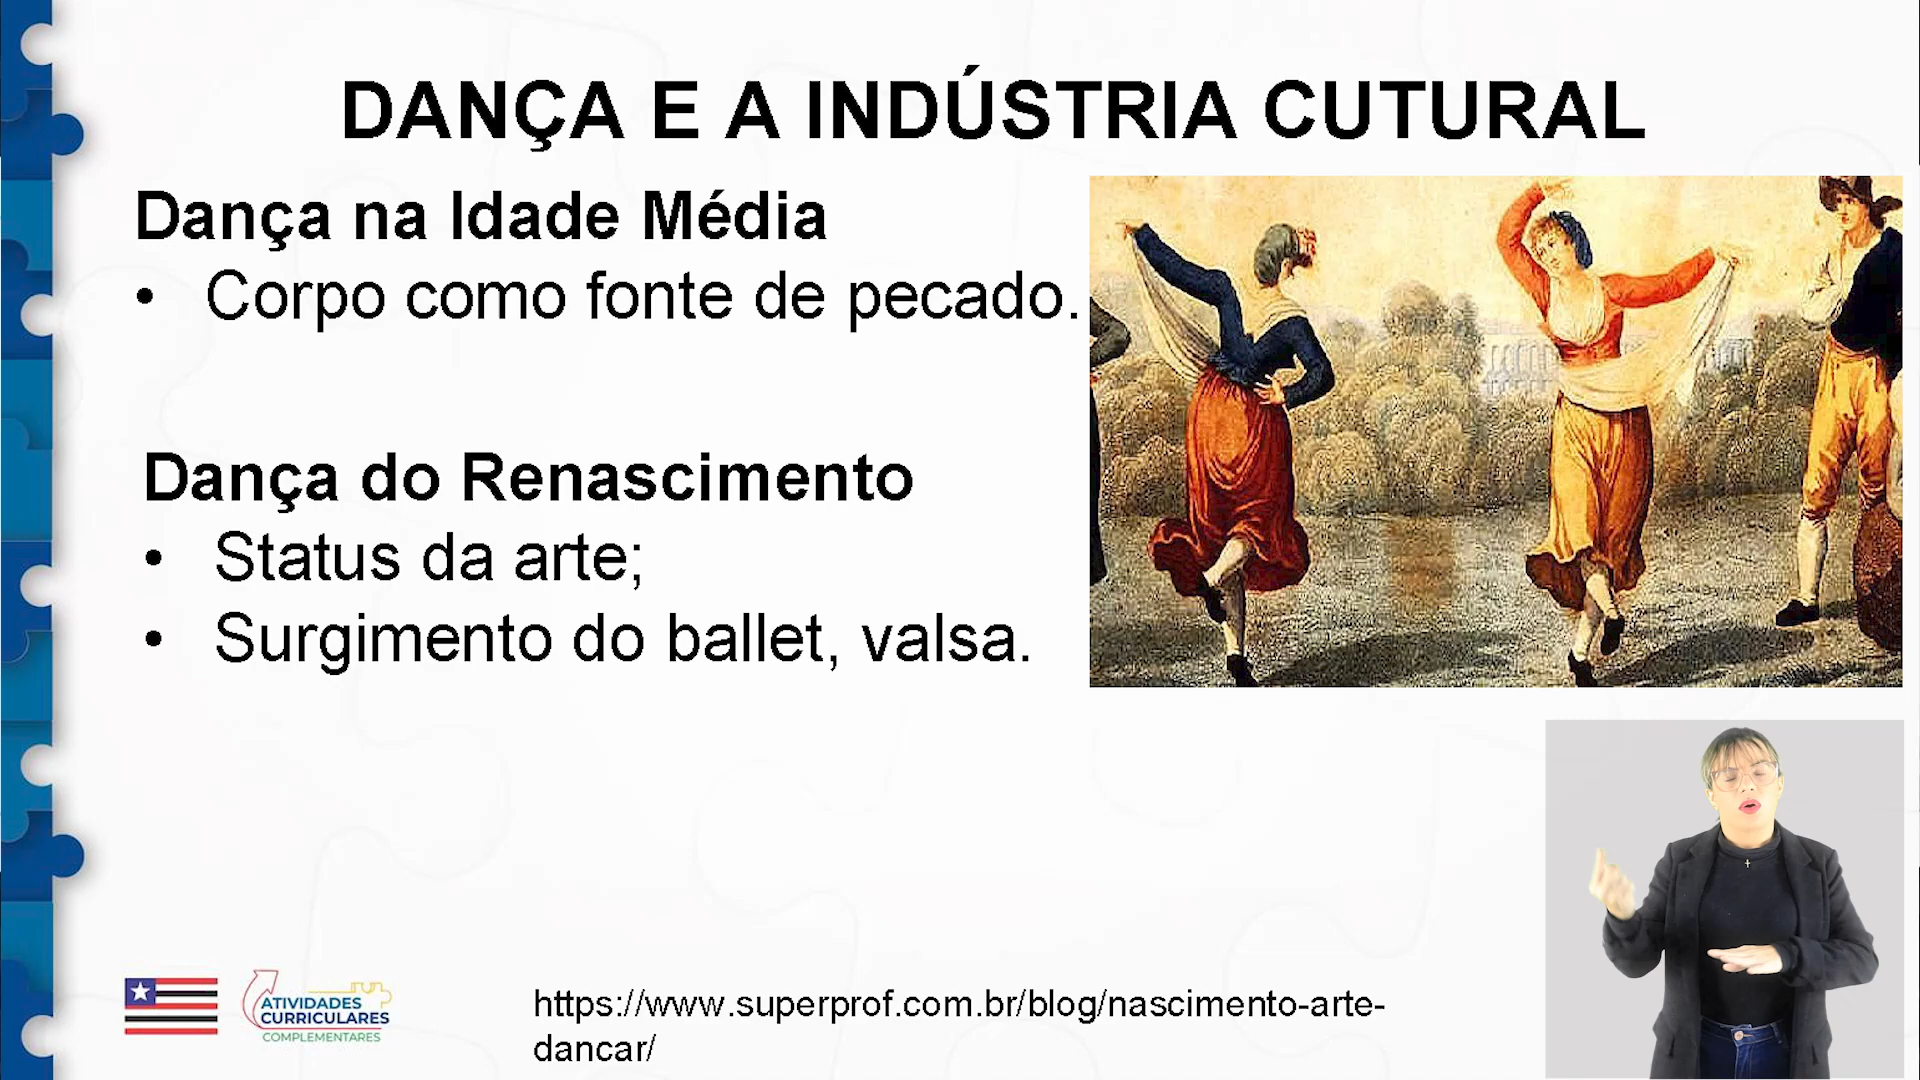 DANÇA E A INDÚSTRIA CUTURAL
Dança na Idade Média
• Corpo como fonte de pecado.
Dança do Renascimento
• Status da arte;
• Surgimento do ballet, valsa.
ATIVIDADES
CURRICULARES
COMPLEMENTARES
https://www.superprof.com.br/blog/nascimento-arte-
dancar/